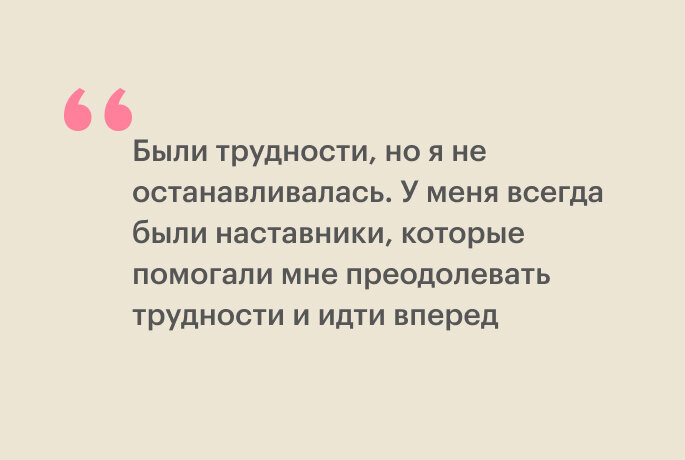 “
Были трудности, но я не
останавливалась. У меня всегда
были наставники, которые
помогали мне преодолевать
трудности и идти вперед